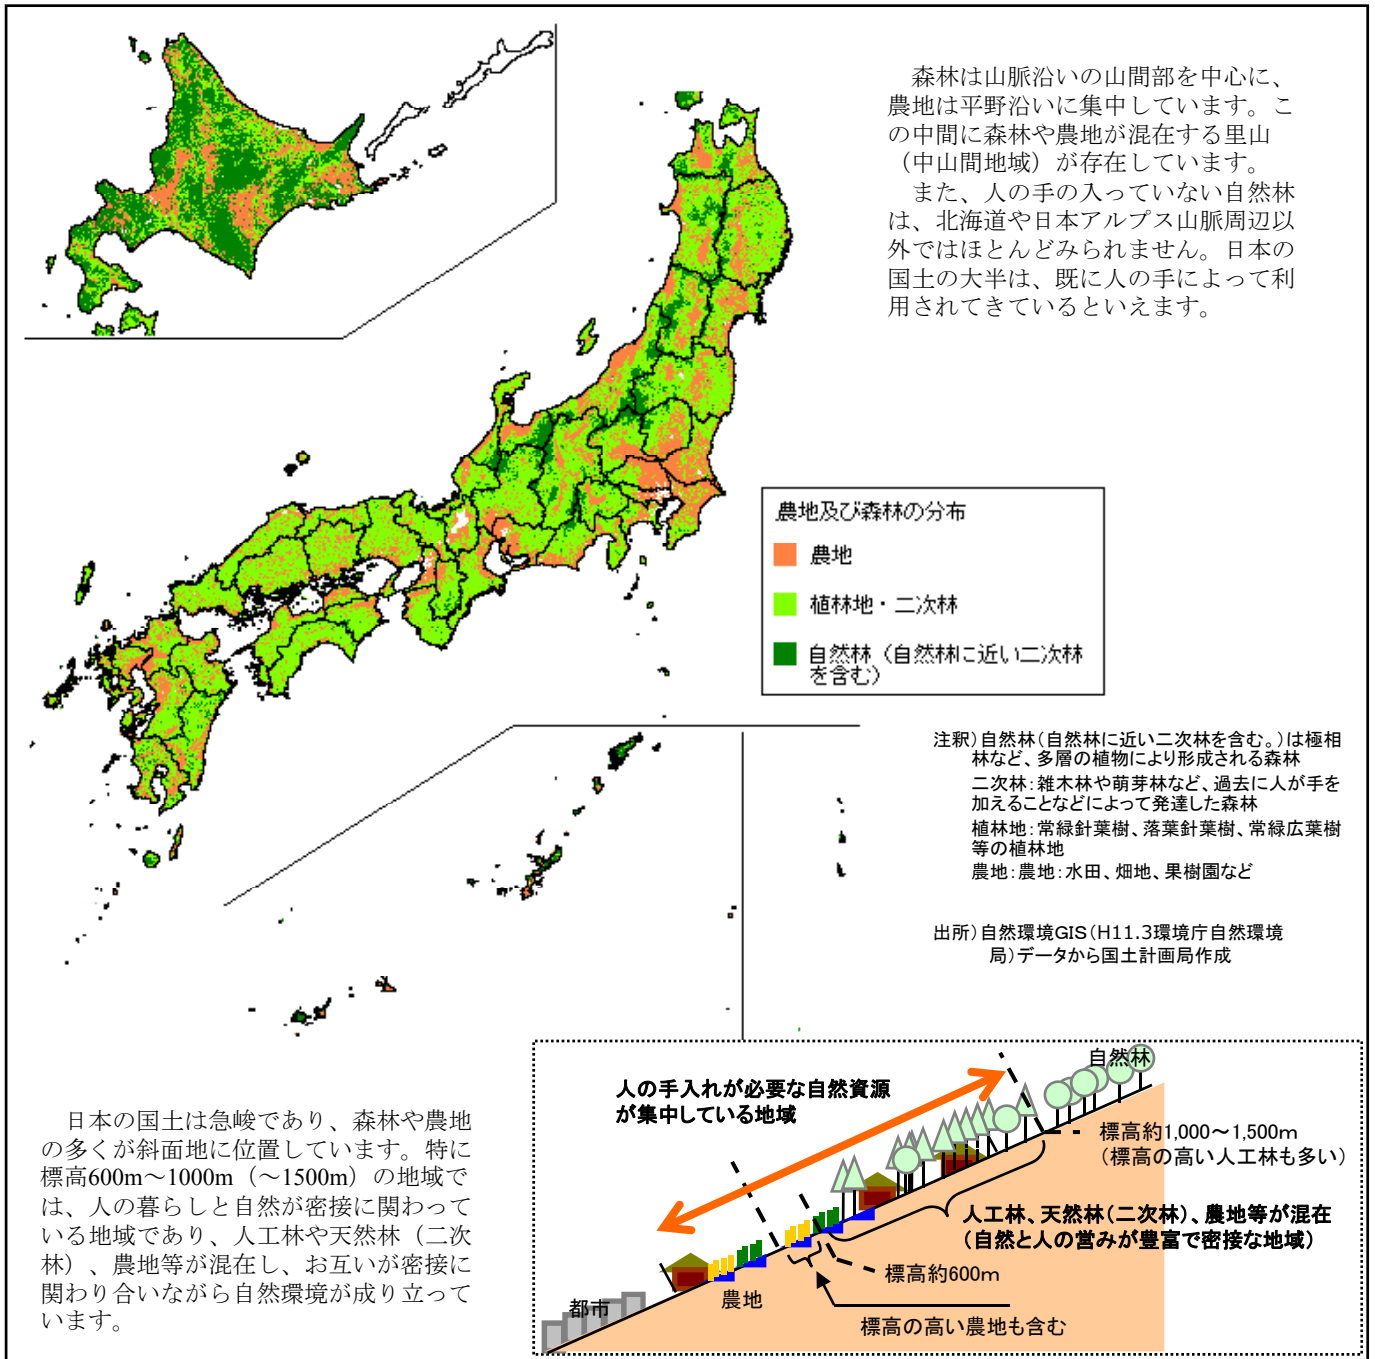 森林は山脈沿いの山間部を中心に、
農地は平野沿いに集中しています。こ
の中間に森林や農地が混在する里山
（中山間地域）が存在しています。
また、人の手の入っていない自然林
は、北海道や日本アルプス山脈周辺以
外ではほとんどみられません。日本の
国土の大半は、既に人の手によって利
用されてきているといえます。
農地及び森林の分布
農地
植林地・二次林
自然林（自然林に近い二次林
を含む）
注釈）自然林（自然林に近い二次林を含む。）は極相
林など、多層の植物により形成される森林
二次林：雑木林や萌芽林など、過去に人が手を
加えることなどによって発達した森林
植林地：常緑針葉樹、落葉針葉樹、常緑広葉樹
等の植林地
農地：農地：水田、畑地、果樹園など
出所）自然環境GIS（H11.3環境庁自然環境
局）データから国土計画局作成
日本の国土は急峻であり、森林や農地
の多くが斜面地に位置しています。特に
標高600m～1000m（～1500m）の地域で
は、人の暮らしと自然が密接に関わって
いる地域であり、人工林や天然林（二次
林）、農地等が混在し、お互いが密接に
関わり合いながら自然環境が成り立って
います。
人の手入れが必要な自然資源
が集中している地域
自然林
標高約1,000～1,500m
（標高の高い人工林も多い）
人工林、天然林（二次林）、農地等が混在
（自然と人の営みが豊富で密接な地域）
標高約600m
農地
都市
標高の高い農地も含む